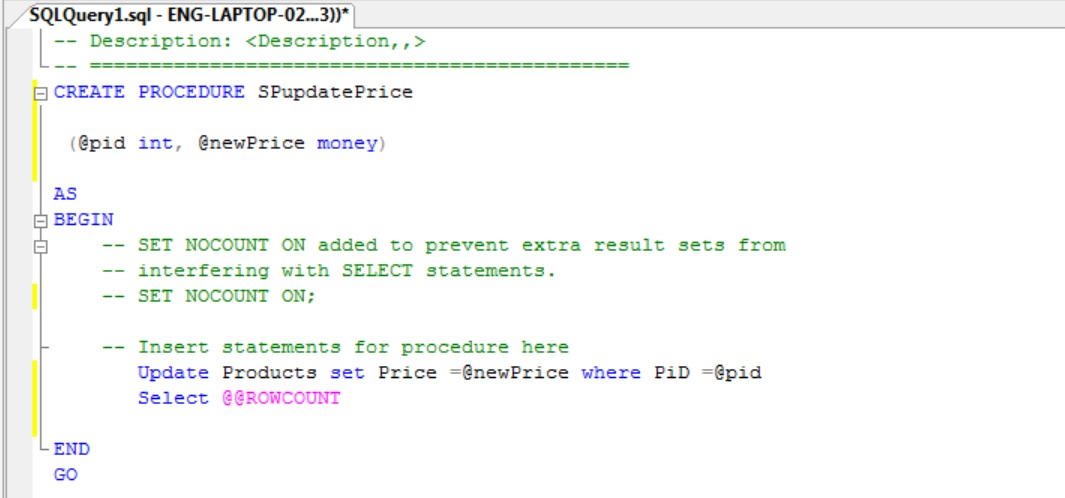 SQLQuery1.sql - ENG-LAPTOP-02...3))*
-- Description: <Description,,>
-- =============================================
CREATE PROCEDURE SPupdatePrice
(@pid int, @newPrice money)
AS
BEGIN
-- SET NOCOUNT ON added to prevent extra result sets from
-- interfering with SELECT statements.
-- SET NOCOUNT ON;
-- Insert statements for procedure here
Update Products set Price =@newPrice where PiD =@pid
Select @@ROWCOUNT
END
GO